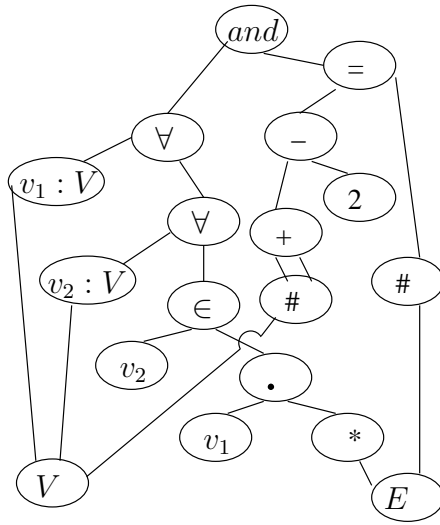 and
=
∀
−
v₁ : V
2
∀
+
v₂ : V
∈
#
#
v₂
.
v₁
*
V
E